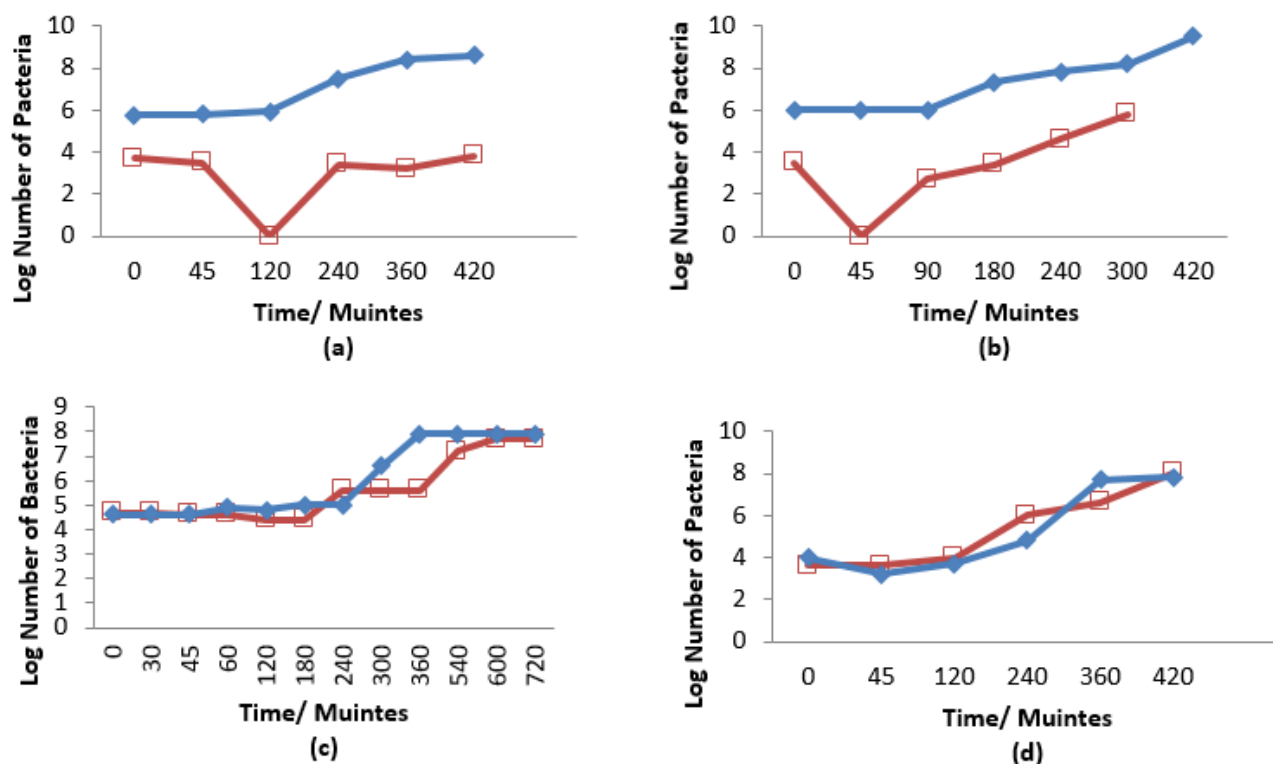 Log Number of Pacteria
10
8
6
4
2
0
0 45 120 240 360 420
Time/ Muintes
(a)
Log Number of Pacteria
10
8
6
4
2
0
0 45 90 180 240 300 420
Time/ Muintes
(b)
Log Number of Bacteria
9
8
7
6
5
4
3
2
1
0
0 30 45 60 120 180 240 300 360 540 600 720
Time/ Muintes
(c)
Log Number of Pacteria
10
8
6
4
2
0
0 45 120 240 360 420
Time/ Muintes
(d)